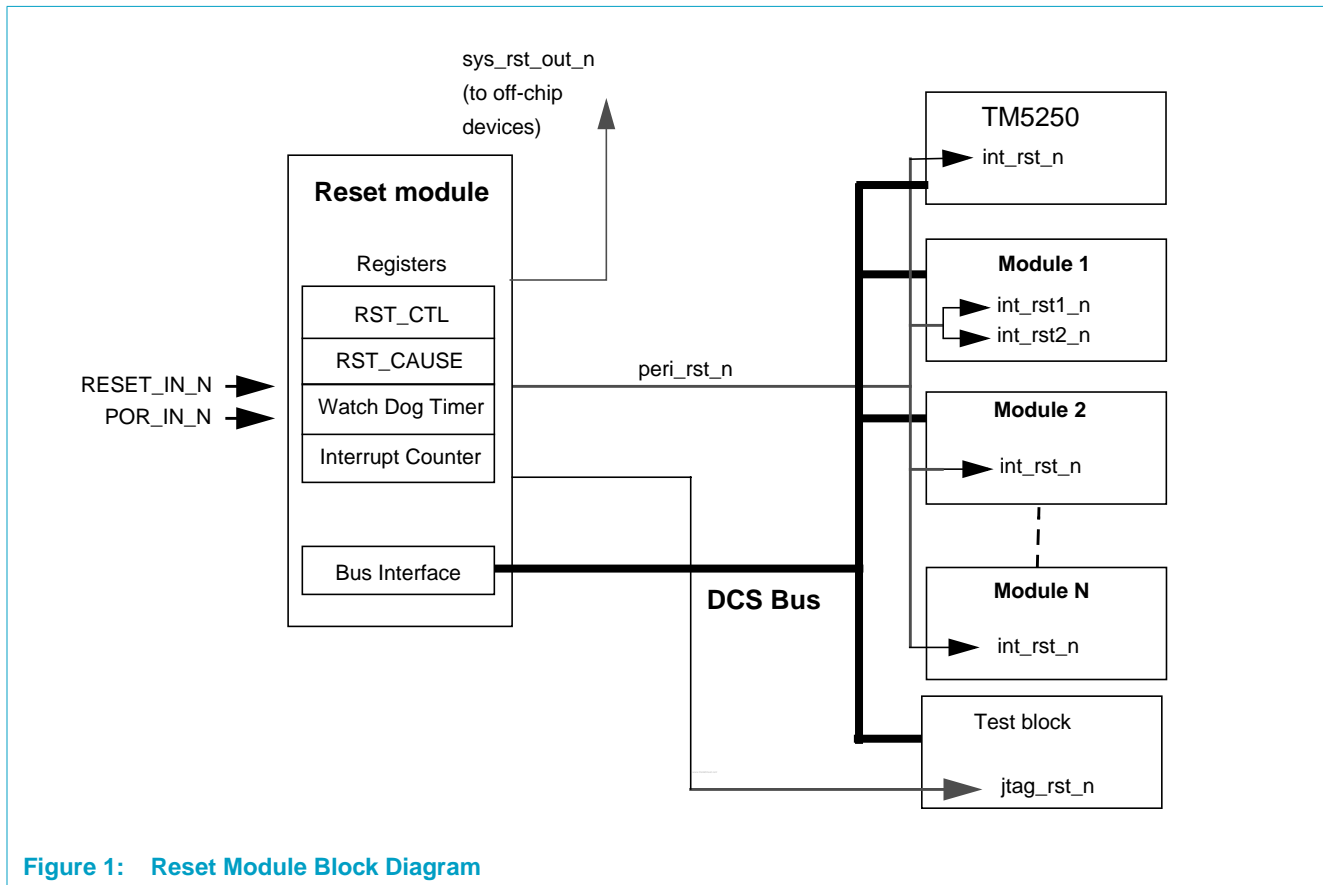 sys_rst_out_n
(to off-chip
devices)
Reset module
Registers
RST_CTL
RST_CAUSE
Watch Dog Timer
Interrupt Counter
Bus Interface
RESET_IN_N
POR_IN_N
peri_rst_n
DCS Bus
TM5250
int_rst_n
Module 1
int_rst1_n
int_rst2_n
Module 2
int_rst_n
Module N
int_rst_n
Test block
jtag_rst_n
Figure 1: Reset Module Block Diagram